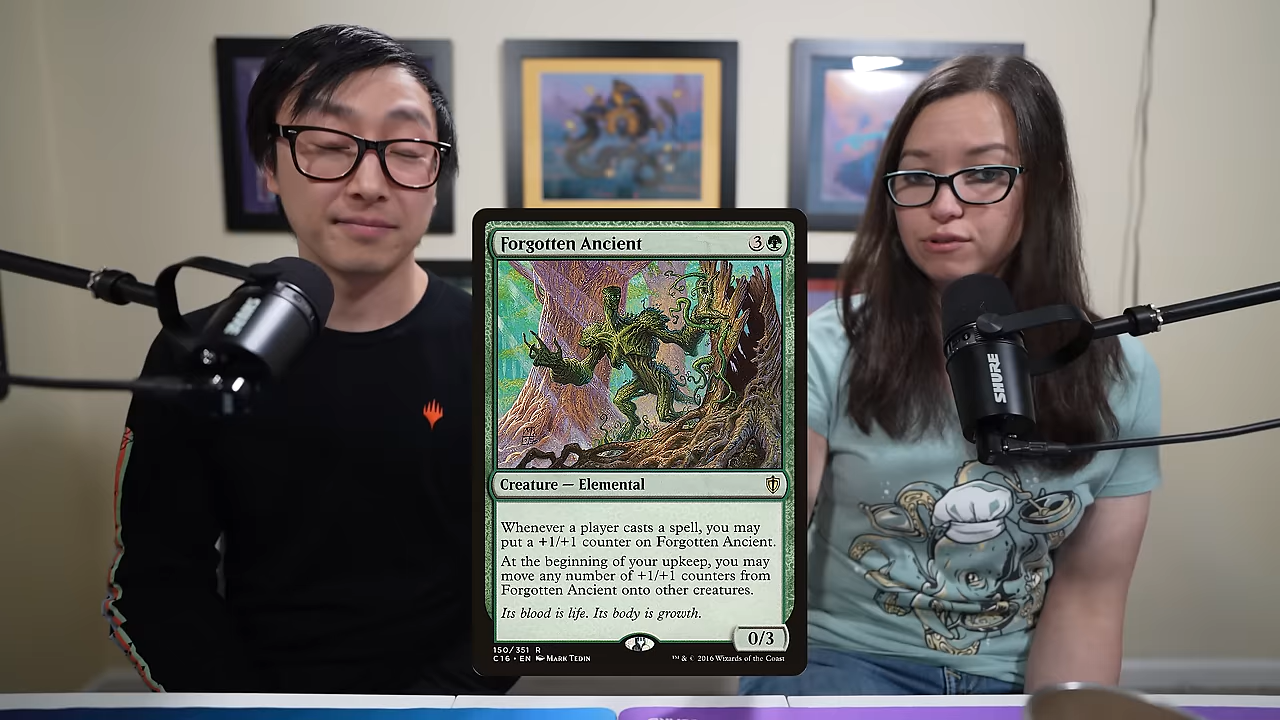 Forgotten Ancient 3
Creature — Elemental
Whenever a player casts a spell, you may
put a +1/+1 counter on Forgotten Ancient.
At the beginning of your upkeep, you may
move any number of +1/+1 counters from
Forgotten Ancient onto other creatures.
Its blood is life. Its body is growth.
0/3
150/351 R
C16 • EN Mark Tedin
™ & © 2016 Wizards of the Coast
SHURE
SHURE